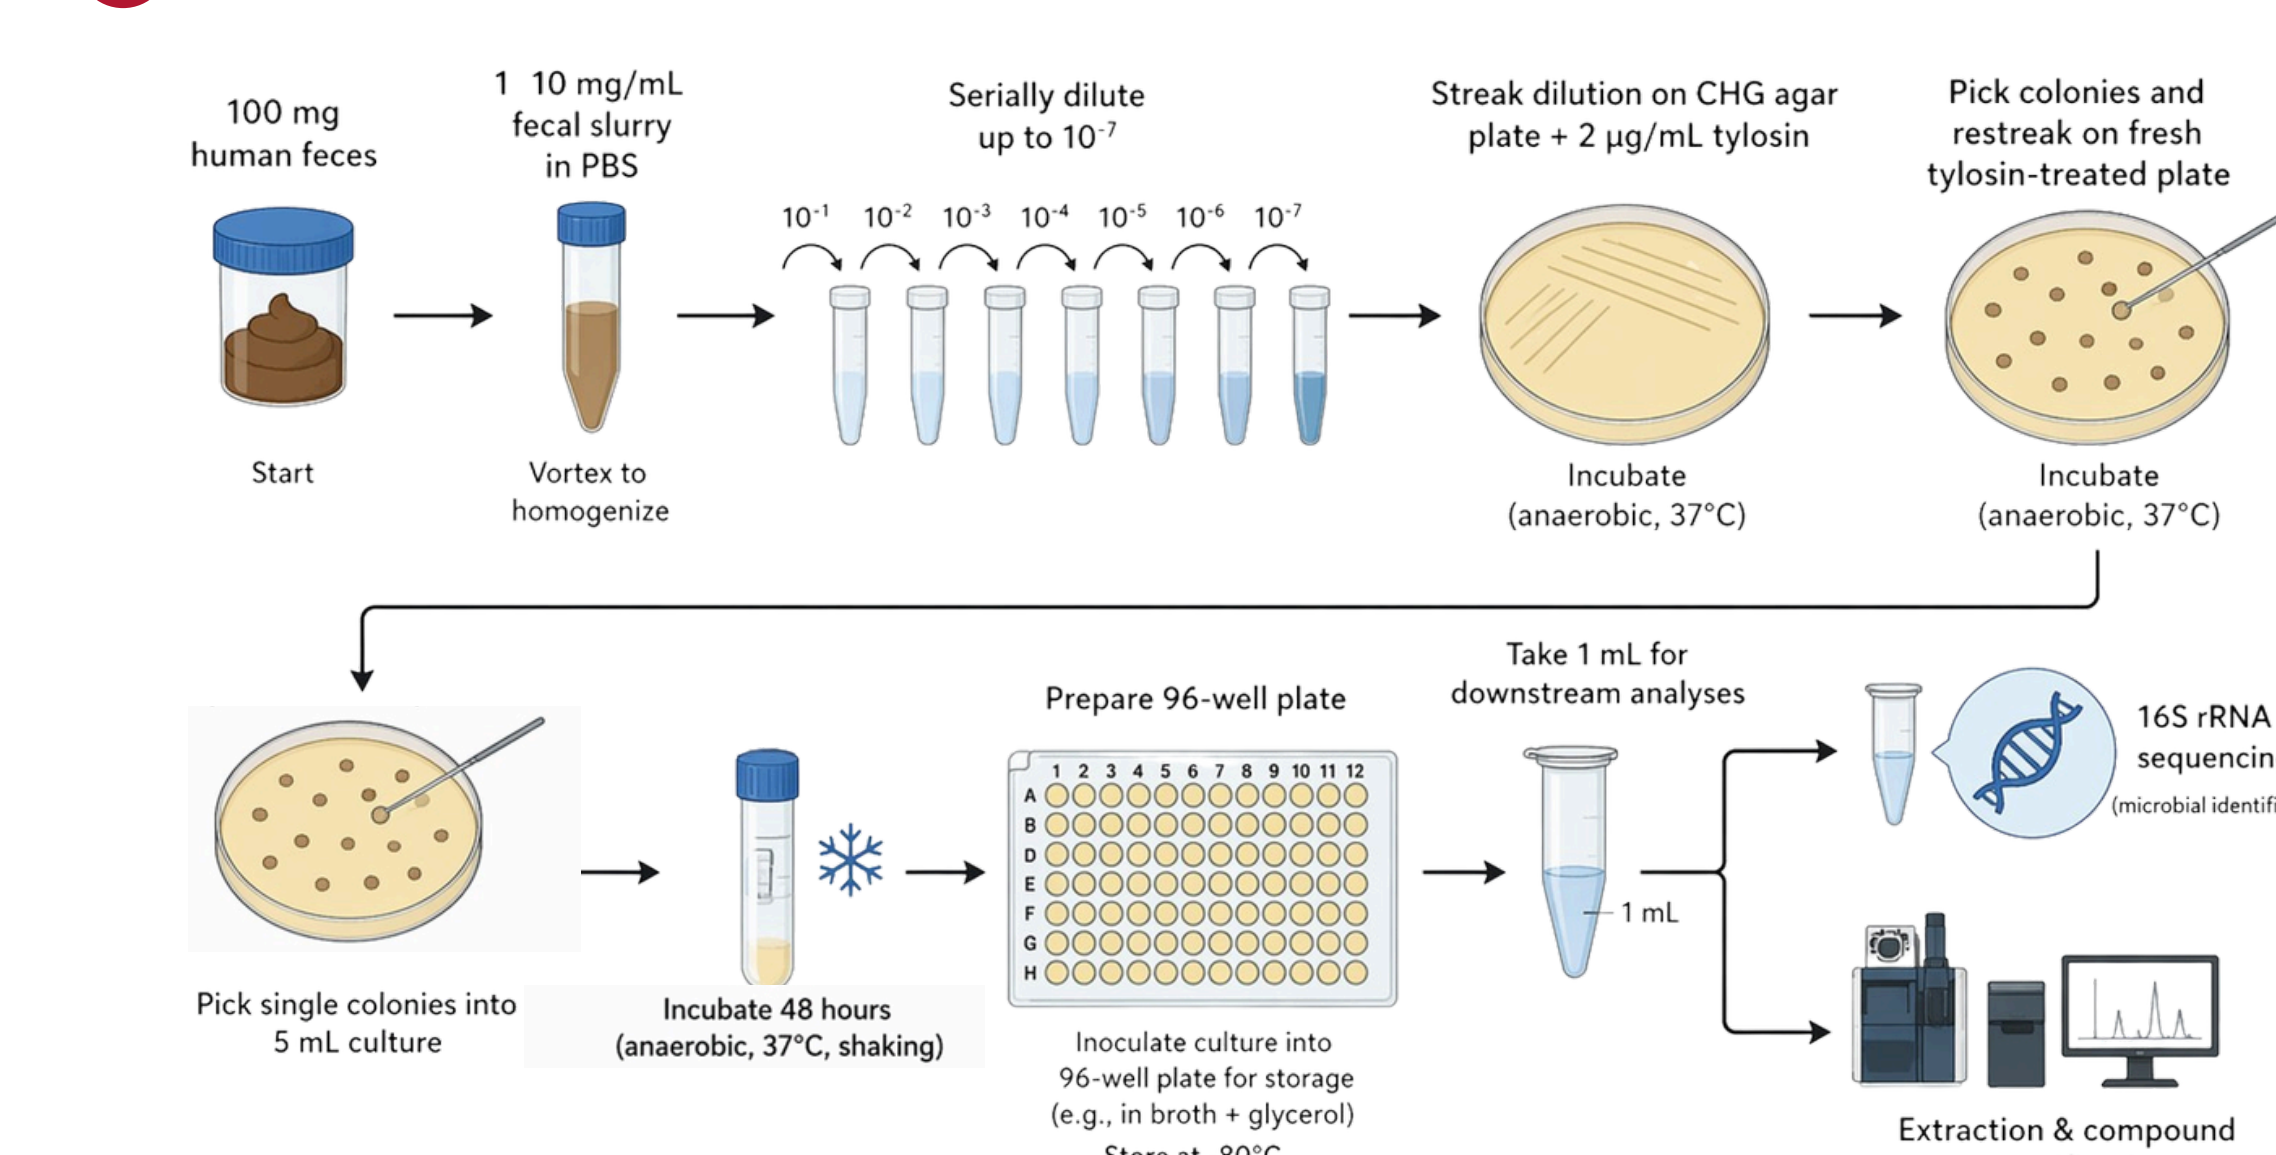 100 mg
human feces
Start
1 10 mg/mL
fecal slurry
in PBS
Vortex to
homogenize
Serially dilute
up to 10⁻⁷
10⁻¹ 10⁻² 10⁻³ 10⁻⁴ 10⁻⁵ 10⁻⁶ 10⁻⁷
Streak dilution on CHG agar
plate + 2 µg/mL tylosin
Incubate
(anaerobic, 37°C)
Pick colonies and
restreak on fresh
tylosin-treated plate
Incubate
(anaerobic, 37°C)
Pick single colonies into
5 mL culture
Incubate 48 hours
(anaerobic, 37°C, shaking)
Prepare 96-well plate
1 2 3 4 5 6 7 8 9 10 11 12
A
B
D
E
F
G
H
Inoculate culture into
96-well plate for storage
(e.g., in broth + glycerol)
Store at -80°C
Take 1 mL for
downstream analyses
1 mL
16S rRNA
sequencin
(microbial identifi
Extraction & compound